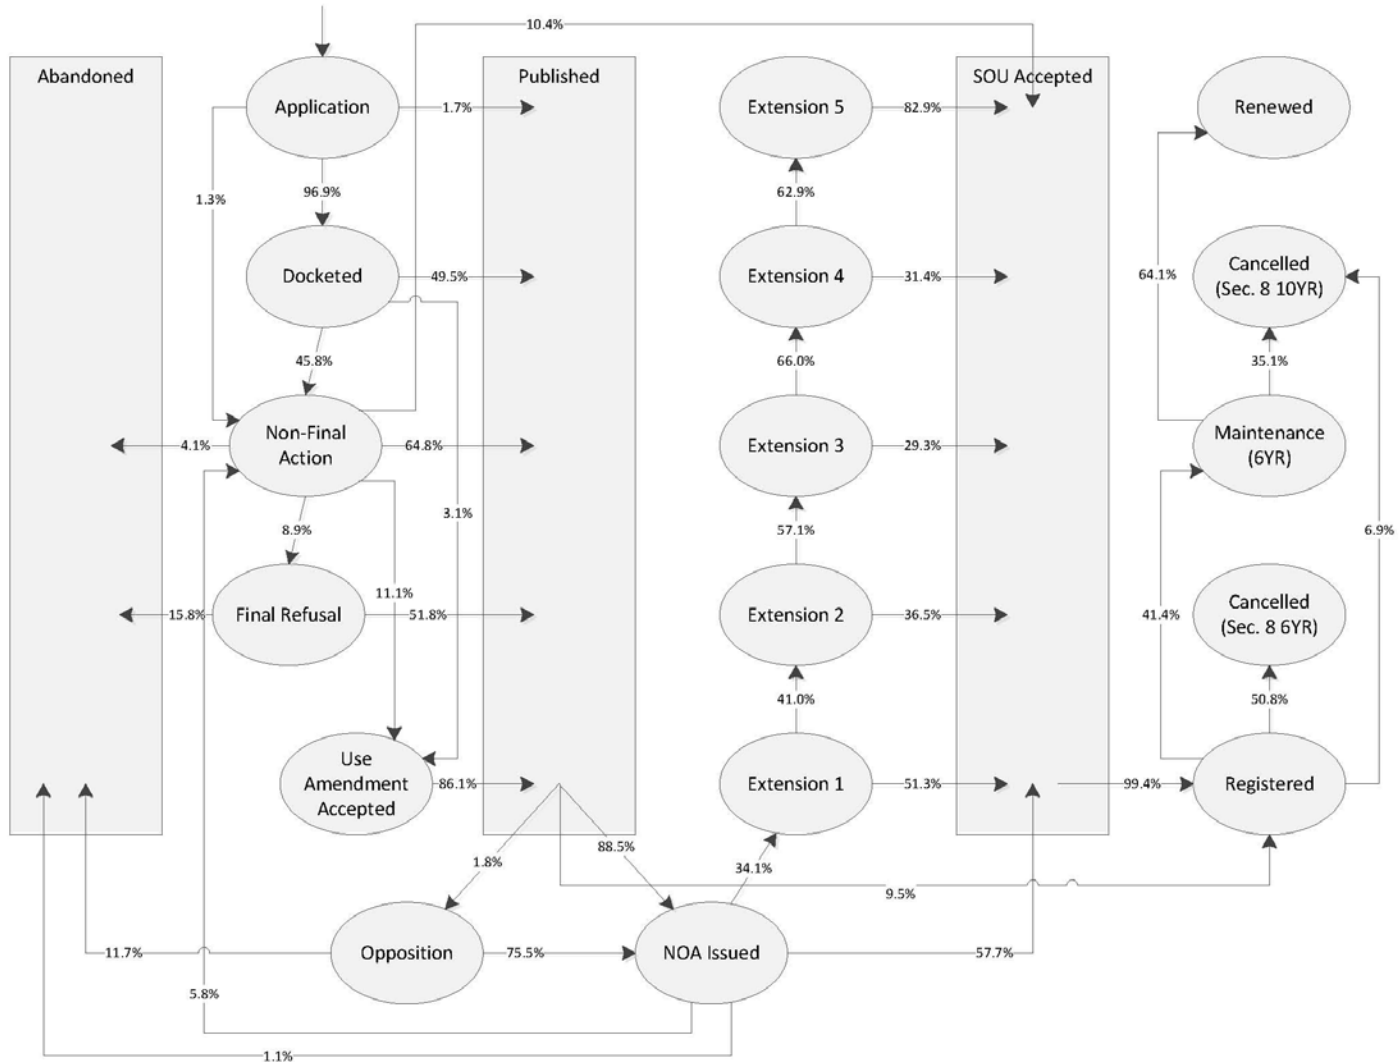 10.4%
Abandoned
Application
1.7%
Published
Extension 5
82.9%
SOU Accepted
Renewed
1.3%
96.9%
62.9%
Docketed
49.5%
Extension 4
31.4%
64.1%
Cancelled
(Sec. 8 10YR)
45.8%
66.0%
35.1%
4.1%
Non-Final
Action
64.8%
Extension 3
29.3%
Maintenance
(6YR)
3.1%
8.9%
57.1%
6.9%
11.1%
15.8%
Final Refusal
51.8%
Extension 2
36.5%
41.4%
Cancelled
(Sec. 8 6YR)
41.0%
50.8%
Use
Amendment
Accepted
86.1%
Extension 1
51.3%
99.4%
Registered
1.8%
88.5%
34.1%
9.5%
11.7%
Opposition
75.5%
NOA Issued
57.7%
5.8%
1.1%